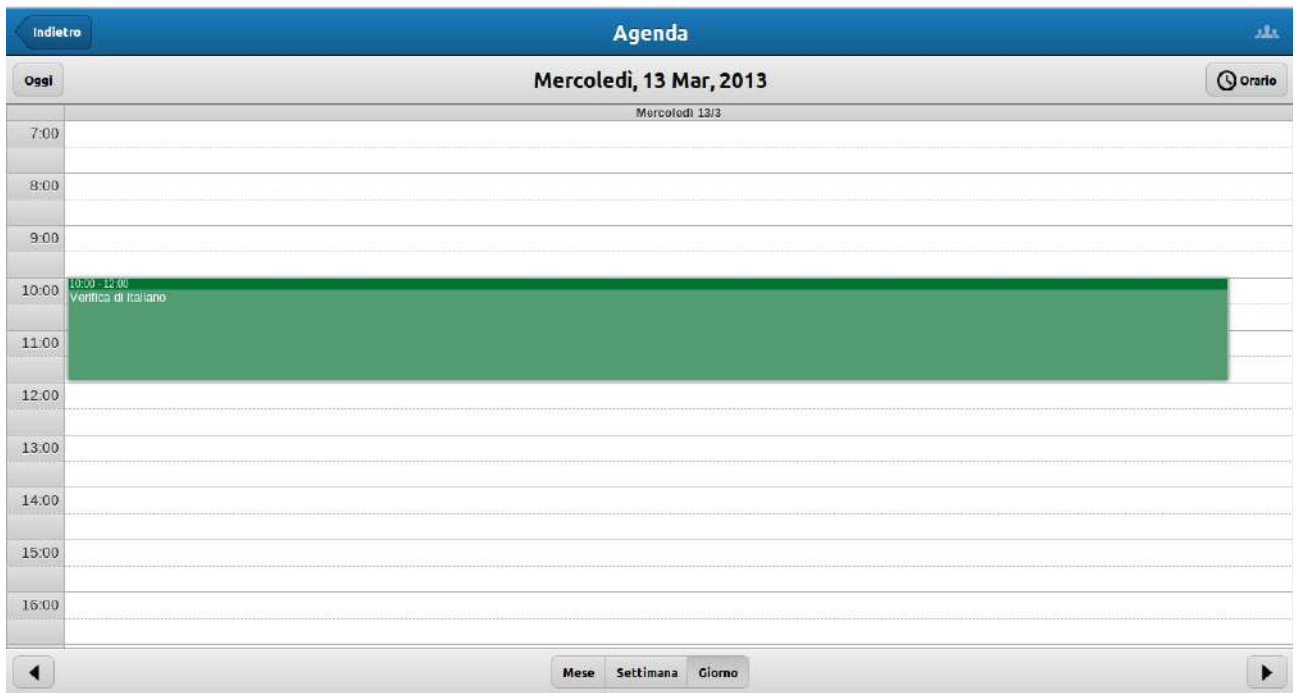 Indietro
Agenda
Oggi
Mercoledì, 13 Mar, 2013
Orario
Mercoledì 13/3
7:00
8:00
9:00
10:00
10:00 - 12:00
Verifica di Italiano
11:00
12:00
13:00
14:00
15:00
16:00
Mese Settimana Giorno